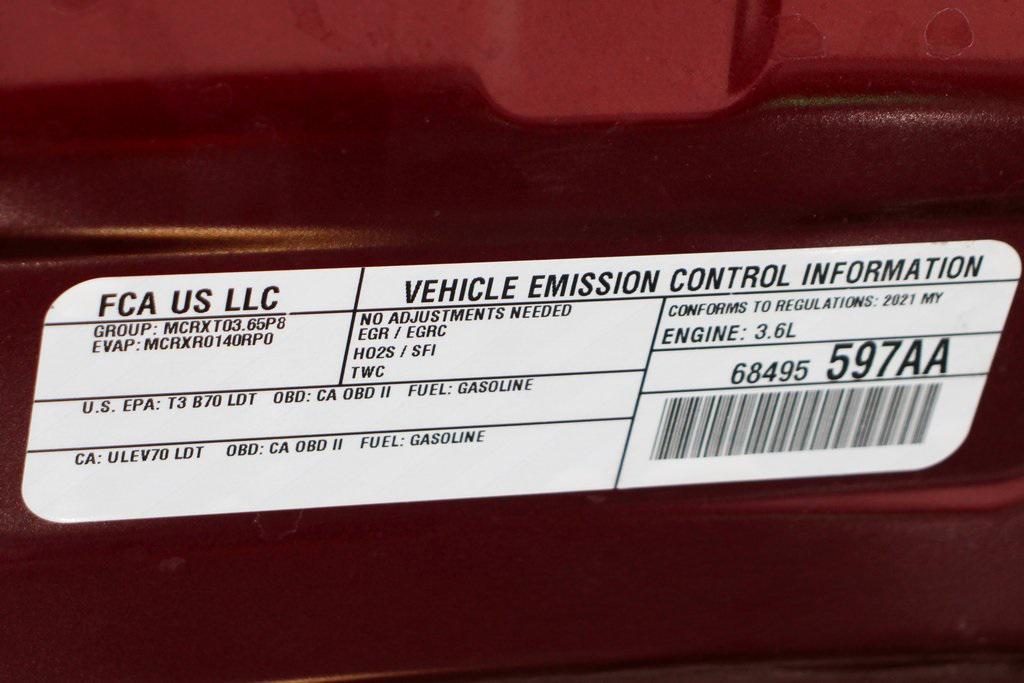 FCA US LLC
GROUP: MCRXT03.65P8
EVAP: MCRXR0140RP0
VEHICLE EMISSION CONTROL INFORMATION
NO ADJUSTMENTS NEEDED
EGR / EGRC
HO2S / SFI
TWC
CONFORMS TO REGULATIONS: 2021 MY
ENGINE: 3.6L
68495 597AA
U.S. EPA: T3 B70 LDT OBD: CA OBD II FUEL: GASOLINE
CA: ULEV70 LDT OBD: CA OBD II FUEL: GASOLINE